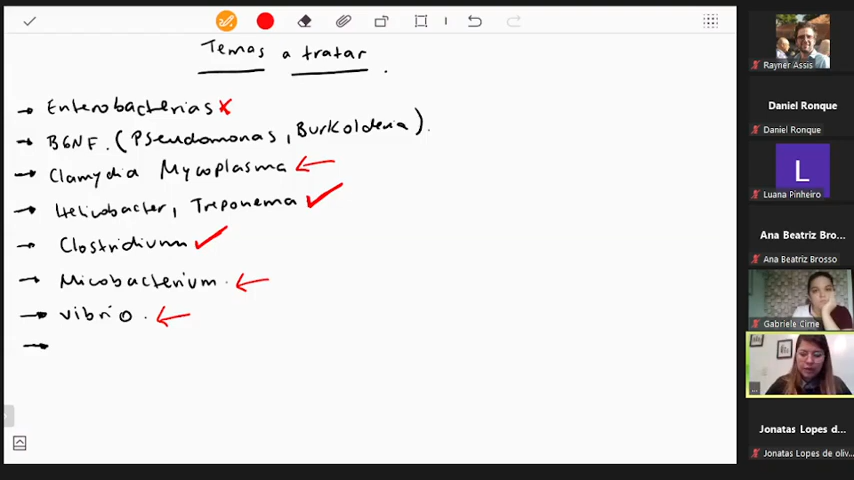 Temas a tratar.
→ Enterobacterias x
→ BGNF. (Pseudomonas, Burkolderia).
→ Clamydia Mycoplasma ←
→ Helicobacter, Treponema ✓
→ Clostridium ✓
→ Micobacterium. ←
→ vibrio. ←
→
Rayner Assis
Daniel Ronque
Daniel Ronque
L
Luana Pinheiro
Ana Beatriz Bro...
Ana Beatriz Brosso
Gabriele Cirne
...
Jonatas Lopes d...
Jonatas Lopes de oliv...